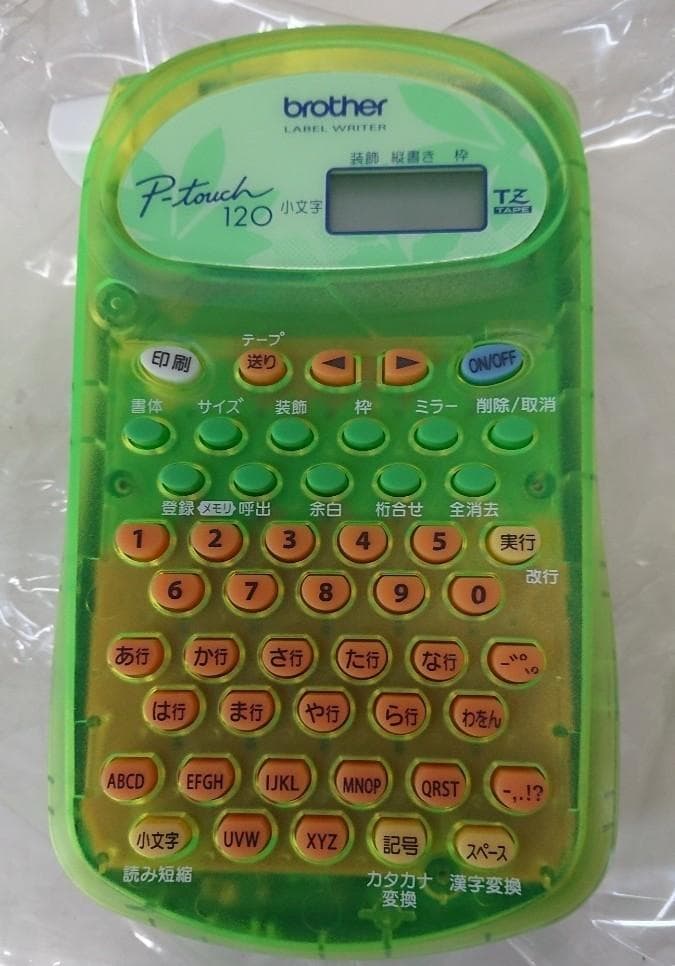 brother
LABEL WRITER
装飾 縦書き 枠
P-touch
120
小文字
TZ
TAPE
テープ
印刷 送り ON/OFF
書体 サイズ 装飾 枠 ミラー 削除/取消
登録 メモリ 呼出 余白 桁合せ 全消去
1 2 3 4 5 実行
改行
6 7 8 9 0
あ行 か行 さ行 た行 な行 ー゛゜、。
は行 ま行 や行 ら行 わをん
ABCD EFGH IJKL MNOP QRST -,.!?
小文字 UVW XYZ 記号 スペース
読み短縮 カタカナ 漢字変換
変換